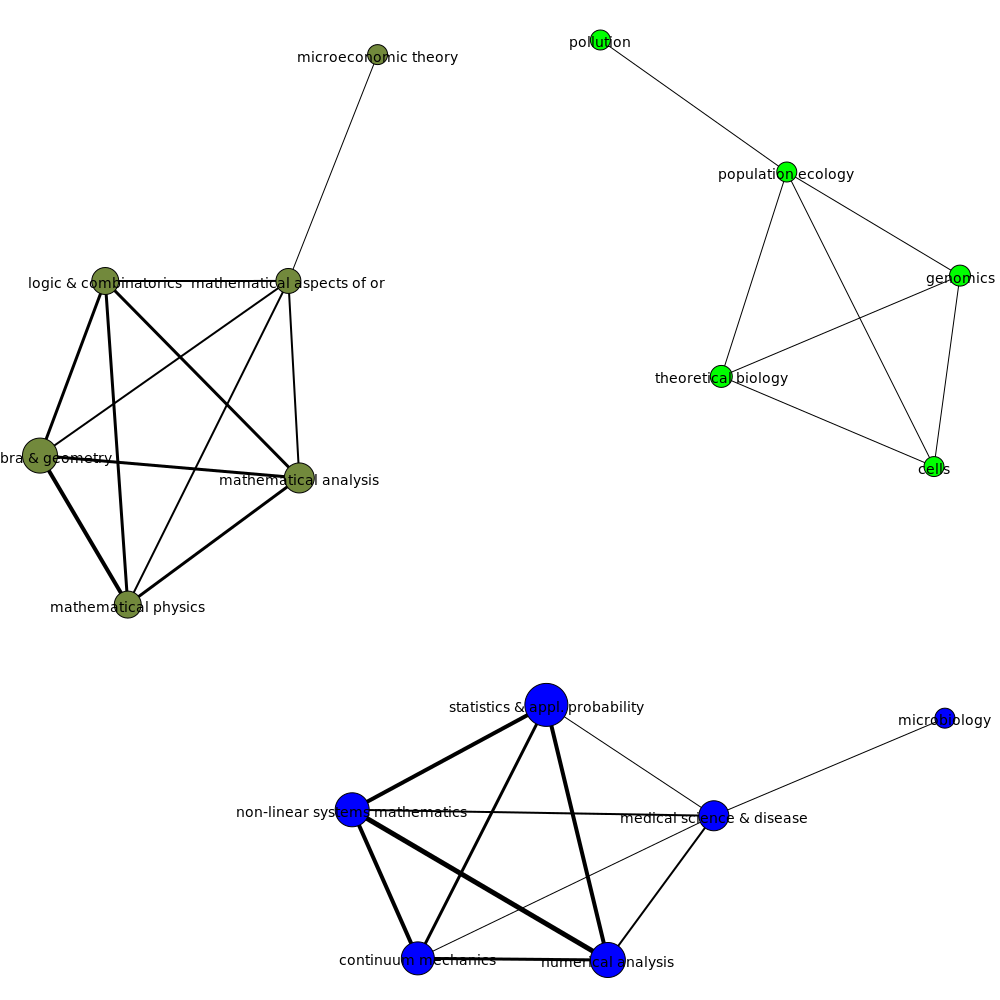 pollution
microeconomic theory
population ecology
genomics
logic & combinatorics
mathematical aspects of or
theoretical biology
bra & geometry
cells
mathematical analysis
mathematical physics
statistics & appl. probability
microbiology
non-linear systems mathematics
medical science & disease
continuum mechanics
numerical analysis